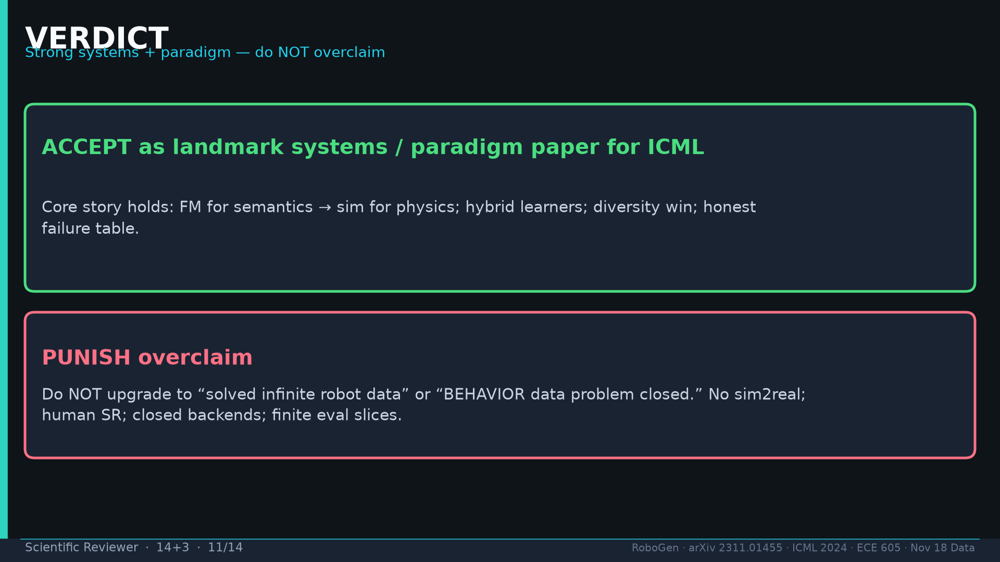 VERDICT
Strong systems + paradigm — do NOT overclaim
ACCEPT as landmark systems / paradigm paper for ICML
Core story holds: FM for semantics → sim for physics; hybrid learners; diversity win; honest
failure table.
PUNISH overclaim
Do NOT upgrade to “solved infinite robot data” or “BEHAVIOR data problem closed.” No sim2real;
human SR; closed backends; finite eval slices.
Scientific Reviewer · 14+3 · 11/14
RoboGen · arXiv 2311.01455 · ICML 2024 · ECE 605 · Nov 18 Data